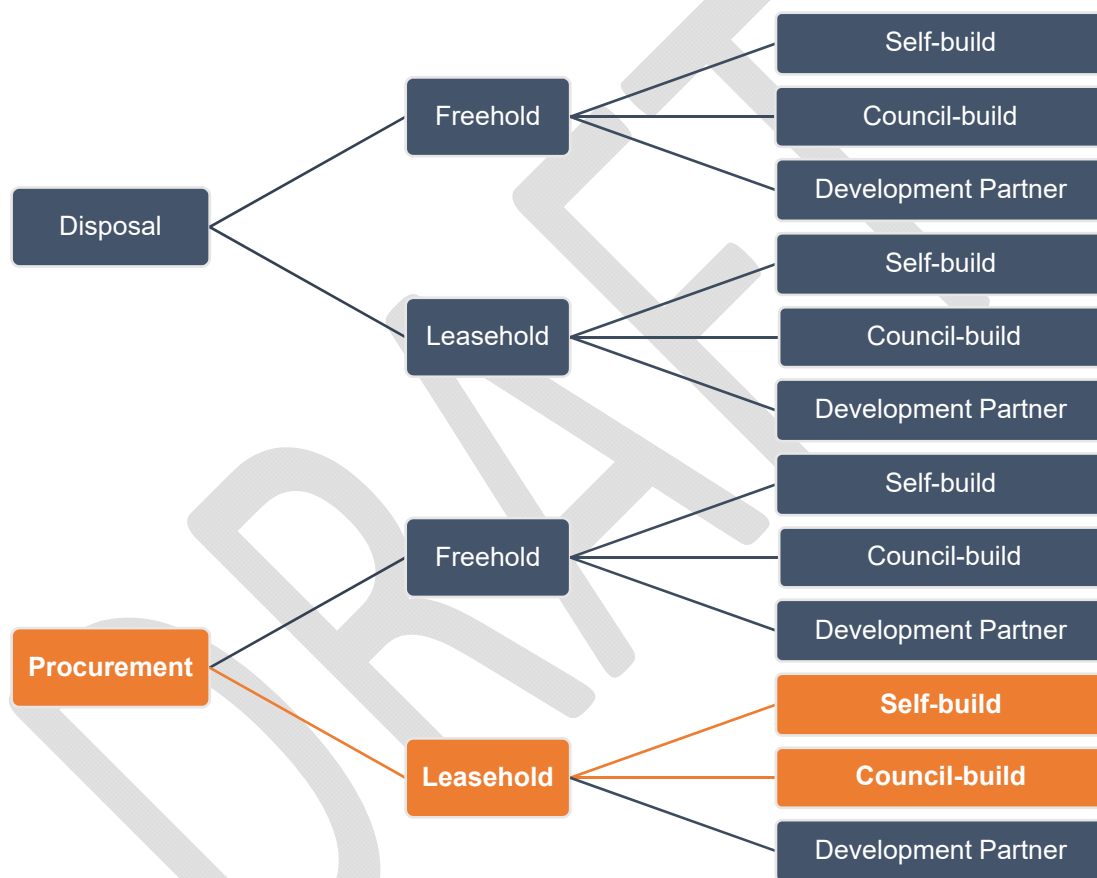 Self-build
Freehold
Council-build
Development Partner
Disposal
Self-build
Leasehold
Council-build
Development Partner
Self-build
Freehold
Council-build
Development Partner
Procurement
Self-build
Leasehold
Council-build
Development Partner
DRAFT